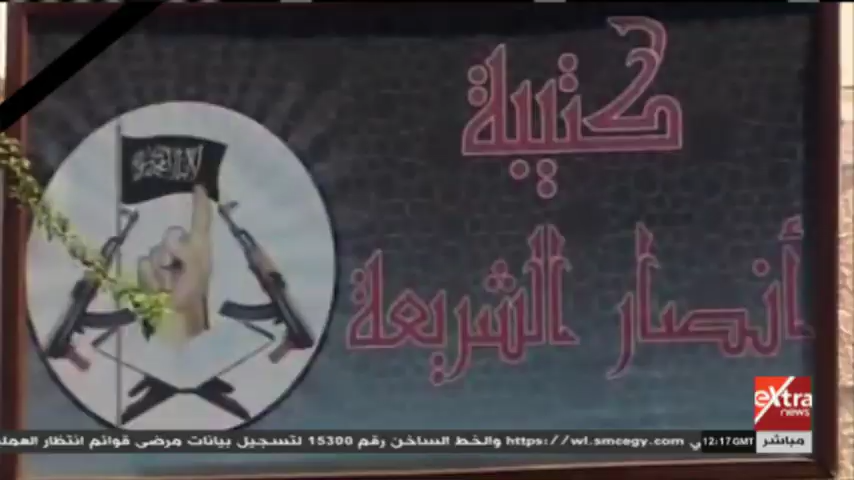 كتيبة
أنصار الشريعة
eXtra
news
مباشر
12:17 GMT
ي https://wl.smcegy.com والخط الساخن رقم 15300 لتسجيل بيانات مرضى قوائم انتظار